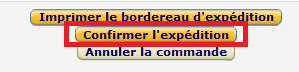 Imprimer le bordereau d'expédition
Confirmer l'expédition
Annuler la commande